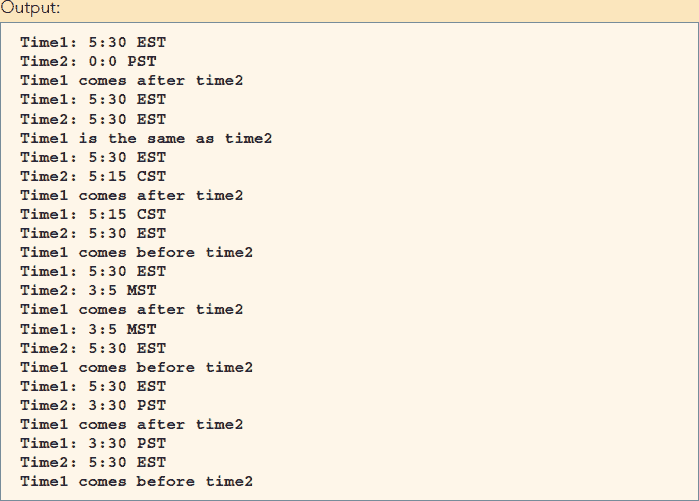 Output:
Time1: 5:30 EST
Time2: 0:0 PST
Time1 comes after time2
Time1: 5:30 EST
Time2: 5:30 EST
Time1 is the same as time2
Time1: 5:30 EST
Time2: 5:15 CST
Time1 comes after time2
Time1: 5:15 CST
Time2: 5:30 EST
Time1 comes before time2
Time1: 5:30 EST
Time2: 3:5 MST
Time1 comes after time2
Time1: 3:5 MST
Time2: 5:30 EST
Time1 comes before time2
Time1: 5:30 EST
Time2: 3:30 PST
Time1 comes after time2
Time1: 3:30 PST
Time2: 5:30 EST
Time1 comes before time2